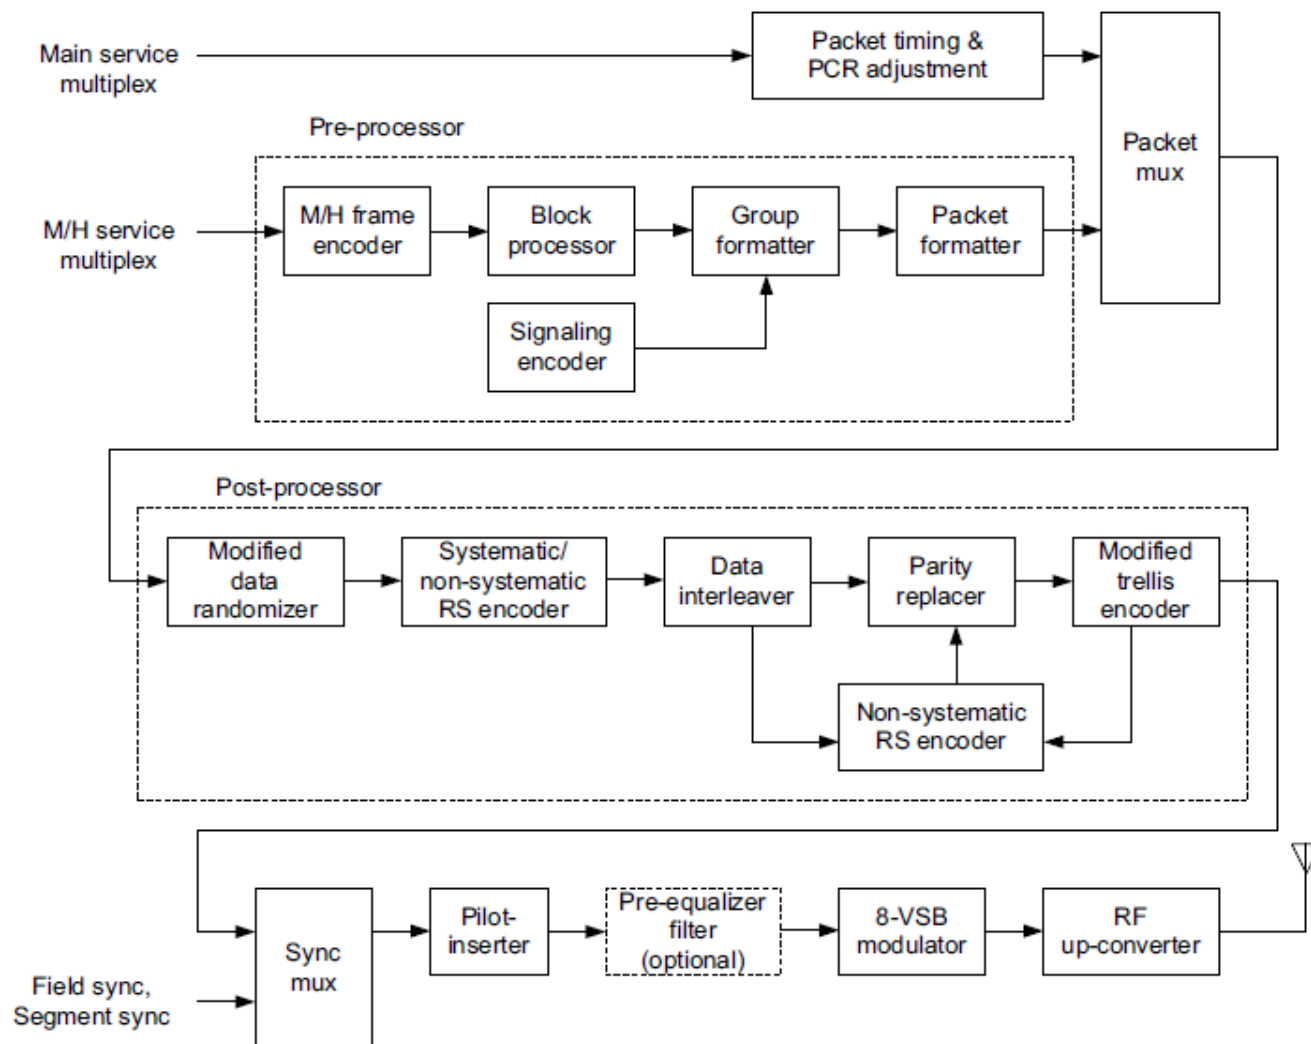 Main service
multiplex
Packet timing &
PCR adjustment
Packet
mux
Pre-processor
M/H service
multiplex
M/H frame
encoder
Block
processor
Group
formatter
Packet
formatter
Signaling
encoder
Post-processor
Modified
data
randomizer
Systematic/
non-systematic
RS encoder
Data
interleaver
Parity
replacer
Modified
trellis
encoder
Non-systematic
RS encoder
Field sync,
Segment sync
Sync
mux
Pilot-
inserter
Pre-equalizer
filter
(optional)
8-VSB
modulator
RF
up-converter